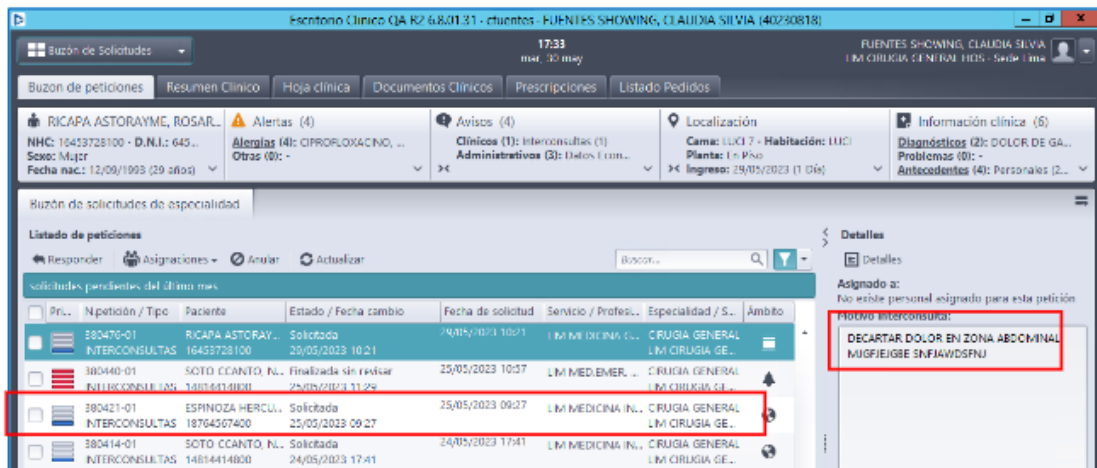 Escritorio Clinico QA R2 6.8.01.31 - cfuentes - FUENTES SHOWING, CLAUDIA SILVIA (40230818)
Buzón de Solicitudes
17:33
mar, 30 may
FUENTES SHOWING, CLAUDIA SILVIA
LIM CIRUGIA GENERAL HOS - Sede Lima
Buzon de peticiones
Resumen Clínico
Hoja clínica
Documentos Clínicos
Prescripciones
Listado Pedidos
RICAPA ASTORAYME, ROSAR...
NHC: 16453728100 - D.N.I.: 645...
Sexo: Mujer
Fecha nac.: 12/09/1993 (29 años)
Alertas (4)
Alergias (4): CIPROFLOXACINO, ...
Otras (0): -
Avisos (4)
Clínicos (1): Interconsultas (1)
Administrativos (3): Datos Econ...
Localización
Cama: LUCI 7 - Habitación: LUCI
Planta: En Piso
Ingreso: 29/05/2023 (1 Día)
Información clínica (6)
Diagnósticos (2): DOLOR DE GA...
Problemas (0): -
Antecedentes (4): Personales (2...
Buzón de solicitudes de especialidad
Listado de peticiones
Responder
Asignaciones
Anular
Actualizar
Buscar...
solicitudes pendientes del último mes
Pri... N.petición / Tipo Paciente Estado / Fecha cambio Fecha de solicitud Servicio / Profesi... Especialidad / S... Ámbito
380476-01 RICAPA ASTORAY... Solicitada 29/05/2023 10:21 LIM MEDICINA G... CIRUGIA GENERAL
INTERCONSULTAS 16453728100 29/05/2023 10:21 LIM CIRUGIA GE...
380440-01 SOTO CCANTO, N... Finalizada sin revisar 25/05/2023 10:57 LIM MED.EMER. ... CIRUGIA GENERAL
INTERCONSULTAS 14814414800 25/05/2023 11:29 LIM CIRUGIA GE...
380421-01 ESPINOZA HERCU... Solicitada 25/05/2023 09:27 LIM MEDICINA IN... CIRUGIA GENERAL
INTERCONSULTAS 18764567400 25/05/2023 09:27 LIM CIRUGIA GE...
380414-01 SOTO CCANTO, N... Solicitada 24/05/2023 17:41 LIM MEDICINA IN... CIRUGIA GENERAL
INTERCONSULTAS 14814414800 24/05/2023 17:41 LIM CIRUGIA GE...
Detalles
Detalles
Asignado a:
No existe personal asignado para esta petición
Motivo Interconsulta:
DECARTAR DOLOR EN ZONA ABDOMINAL
MJGFJEJGBE SNFJAWDSFNJ